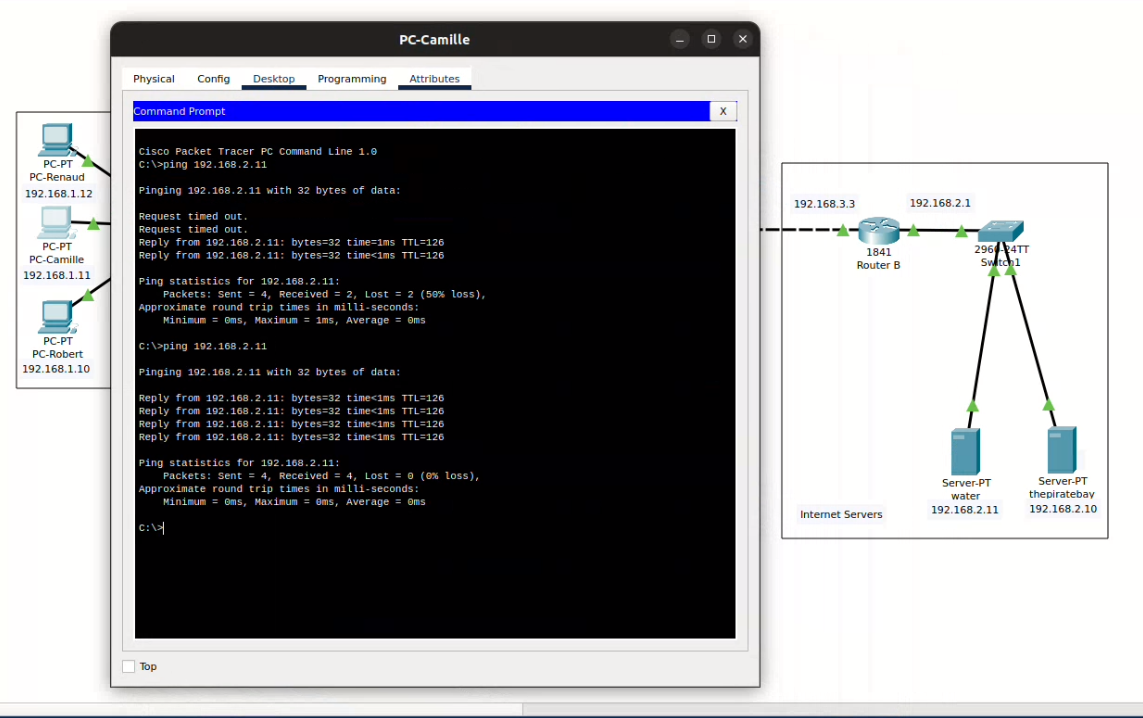 PC-Camille
Physical Config Desktop Programming Attributes
Command Prompt X
Cisco Packet Tracer PC Command Line 1.0
C:\>ping 192.168.2.11
Pinging 192.168.2.11 with 32 bytes of data:
Request timed out.
Request timed out.
Reply from 192.168.2.11: bytes=32 time=1ms TTL=126
Reply from 192.168.2.11: bytes=32 time<1ms TTL=126
Ping statistics for 192.168.2.11:
Packets: Sent = 4, Received = 2, Lost = 2 (50% loss),
Approximate round trip times in milli-seconds:
Minimum = 0ms, Maximum = 1ms, Average = 0ms
C:\>ping 192.168.2.11
Pinging 192.168.2.11 with 32 bytes of data:
Reply from 192.168.2.11: bytes=32 time<1ms TTL=126
Reply from 192.168.2.11: bytes=32 time<1ms TTL=126
Reply from 192.168.2.11: bytes=32 time<1ms TTL=126
Reply from 192.168.2.11: bytes=32 time<1ms TTL=126
Ping statistics for 192.168.2.11:
Packets: Sent = 4, Received = 4, Lost = 0 (0% loss),
Approximate round trip times in milli-seconds:
Minimum = 0ms, Maximum = 0ms, Average = 0ms
C:\>
Top
PC-PT
PC-Renaud
192.168.1.12
PC-PT
PC-Camille
192.168.1.11
PC-PT
PC-Robert
192.168.1.10
192.168.3.3
192.168.2.1
1841
Router B
2960-24TT
Switch1
Server-PT
water
192.168.2.11
Server-PT
thepiratebay
192.168.2.10
Internet Servers